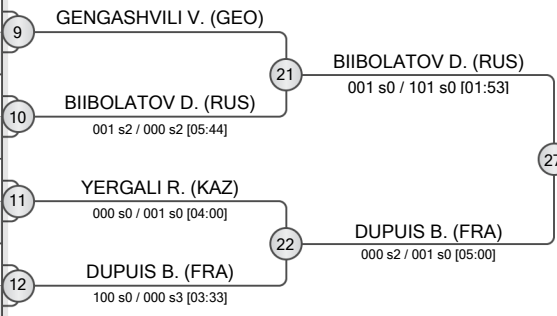 GENGASHVILI V. (GEO)
9
21
BIIBOLATOV D. (RUS)
001 s0 / 101 s0 [01:53]
10
BIIBOLATOV D. (RUS)
001 s2 / 000 s2 [05:44]
27
11
YERGALI R. (KAZ)
000 s0 / 001 s0 [04:00]
22
DUPUIS B. (FRA)
000 s2 / 001 s0 [05:00]
12
DUPUIS B. (FRA)
100 s0 / 000 s3 [03:33]